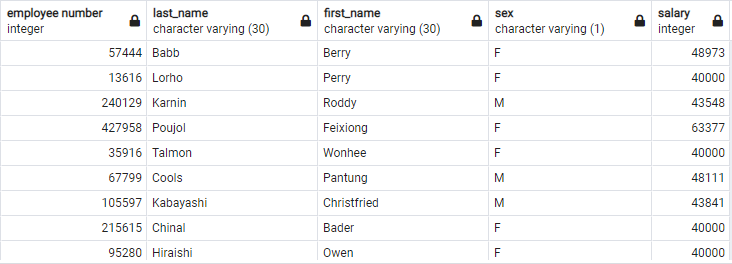 employee number last_name first_name sex salary
integer character varying (30) character varying (30) character varying (1) integer
57444 Babb Berry F 48973
13616 Lorho Perry F 40000
240129 Karnin Roddy M 43548
427958 Poujol Feixiong F 63377
35916 Talmon Wonhee F 40000
67799 Cools Pantung M 48111
105597 Kabayashi Christfried M 43841
215615 Chinal Bader F 40000
95280 Hiraishi Owen F 40000